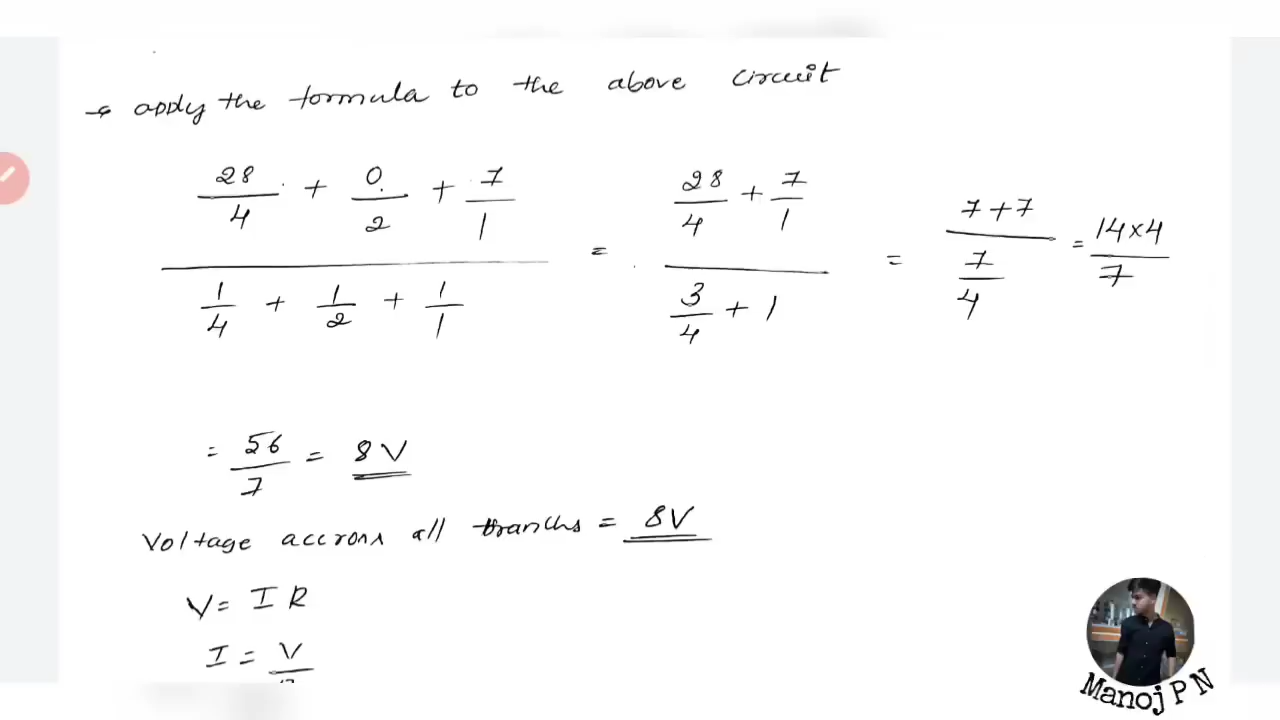 → apply the formula to the above circuit
28/4 + 0/2 + 7/1 / 1/4 + 1/2 + 1/1 = 28/4 + 7/1 / 3/4 + 1 = 7+7 / 7/4 = 14×4 / 7
= 56/7 = 8V
Voltage accross all branchs = 8V
V = I R
I = V
Manoj P N